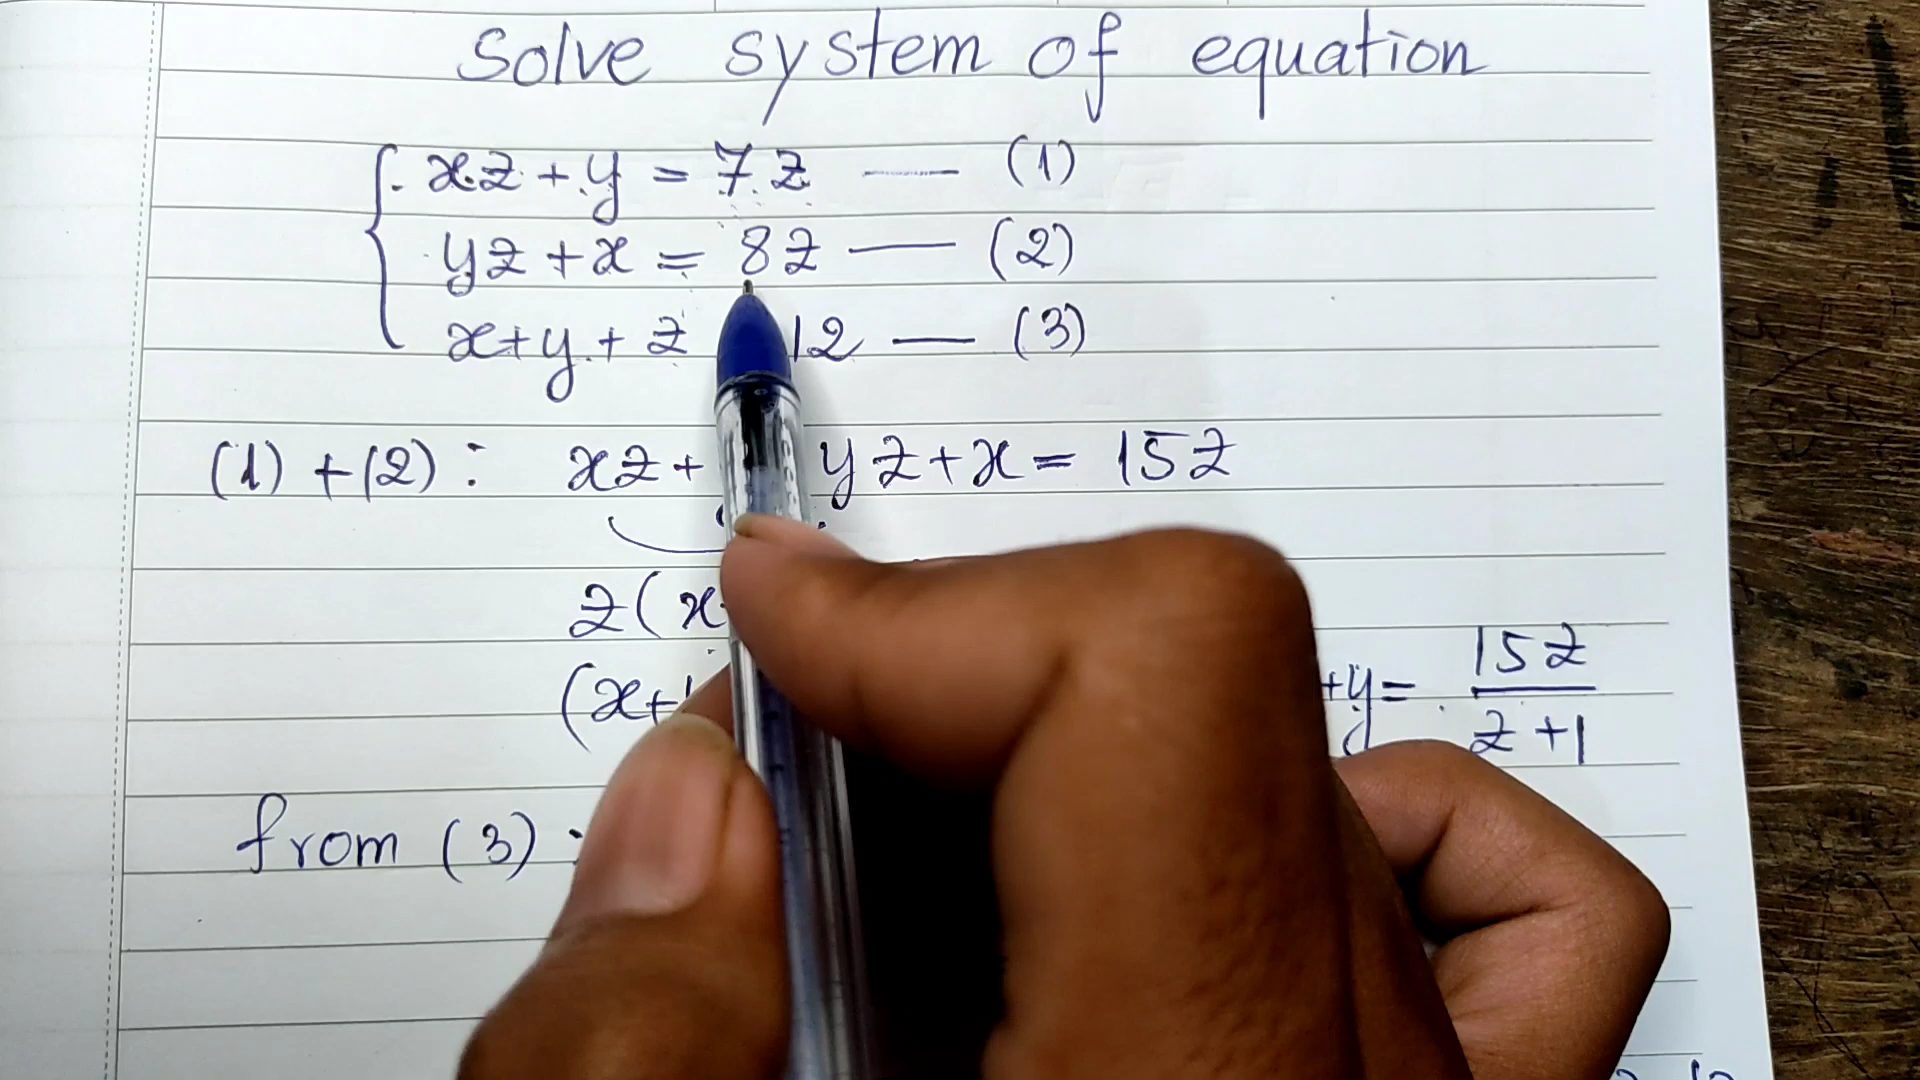 Solve system of equation
xz + y = 7z — (1)
yz + x = 8z — (2)
x + y + z 12 — (3)
(1) + (2) : xz + yz + x = 15z
z(x
(x+
+y = 15z / z+1
from (3) :